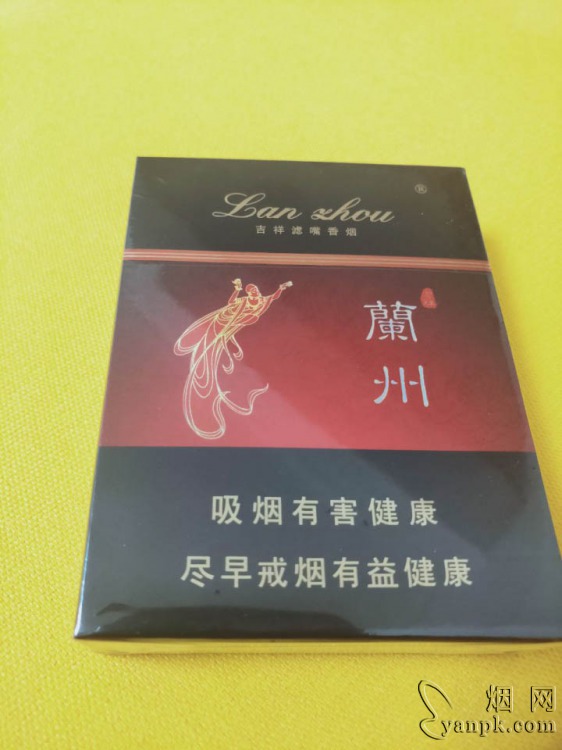 Lan zhou
®
吉祥滤嘴香烟
蘭州
吸烟有害健康
尽早戒烟有益健康
烟网
yanpk.com